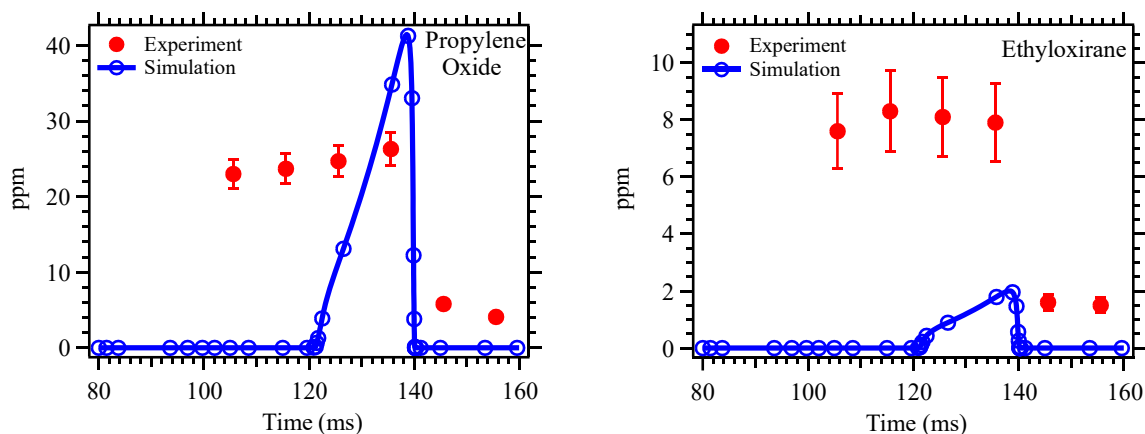 Experiment
Simulation
Propylene
Oxide
40
30
20
10
0
ppm
80
100
120
140
160
Time (ms)
Experiment
Simulation
Ethyloxirane
10
8
6
4
2
0
ppm
80
100
120
140
160
Time (ms)